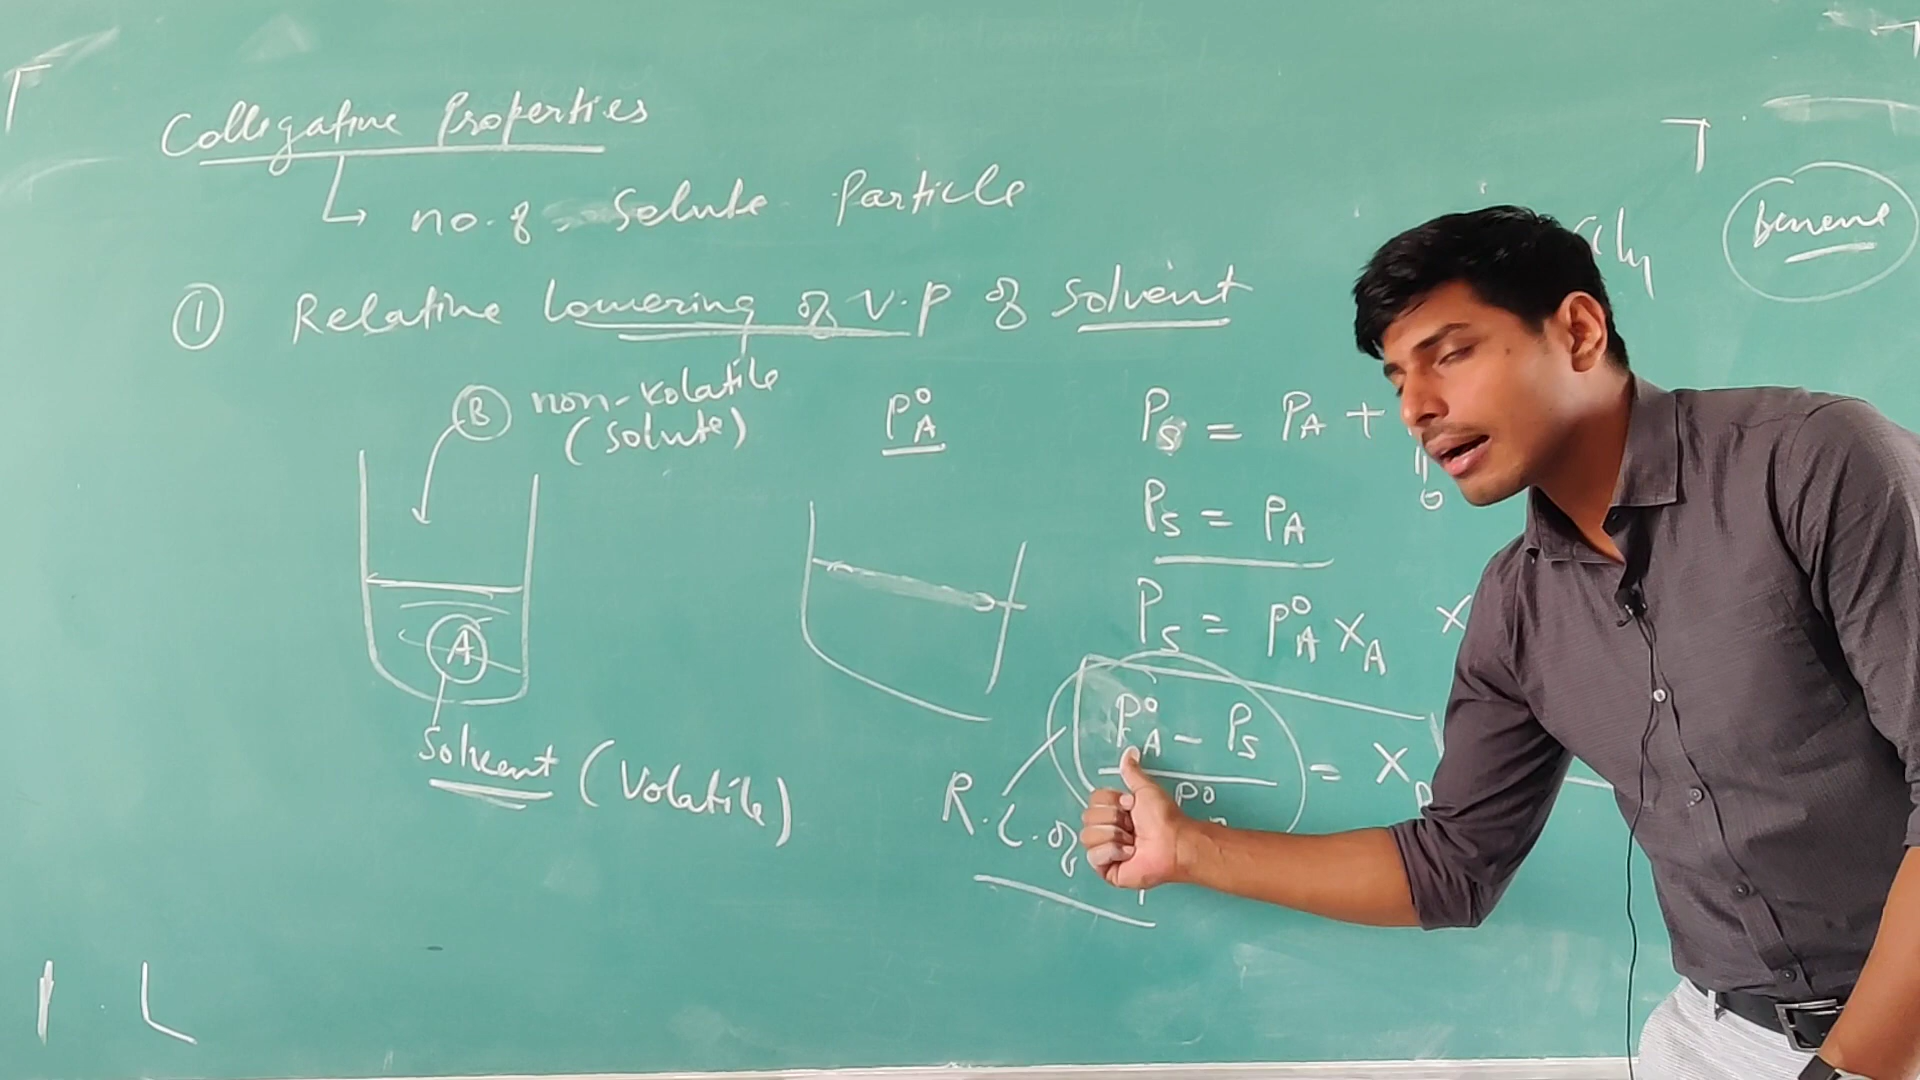 Colligative Properties
↳ no. of solute Particle
① Relative Lowering of V.P of Solvent
B non-volatile
(solute)
A
Solvent (Volatile)
P°A
Ps = PA +
0
Ps = PA
Ps = P°A XA
P°A - Ps
P°
= X
R.L. of
Benzene